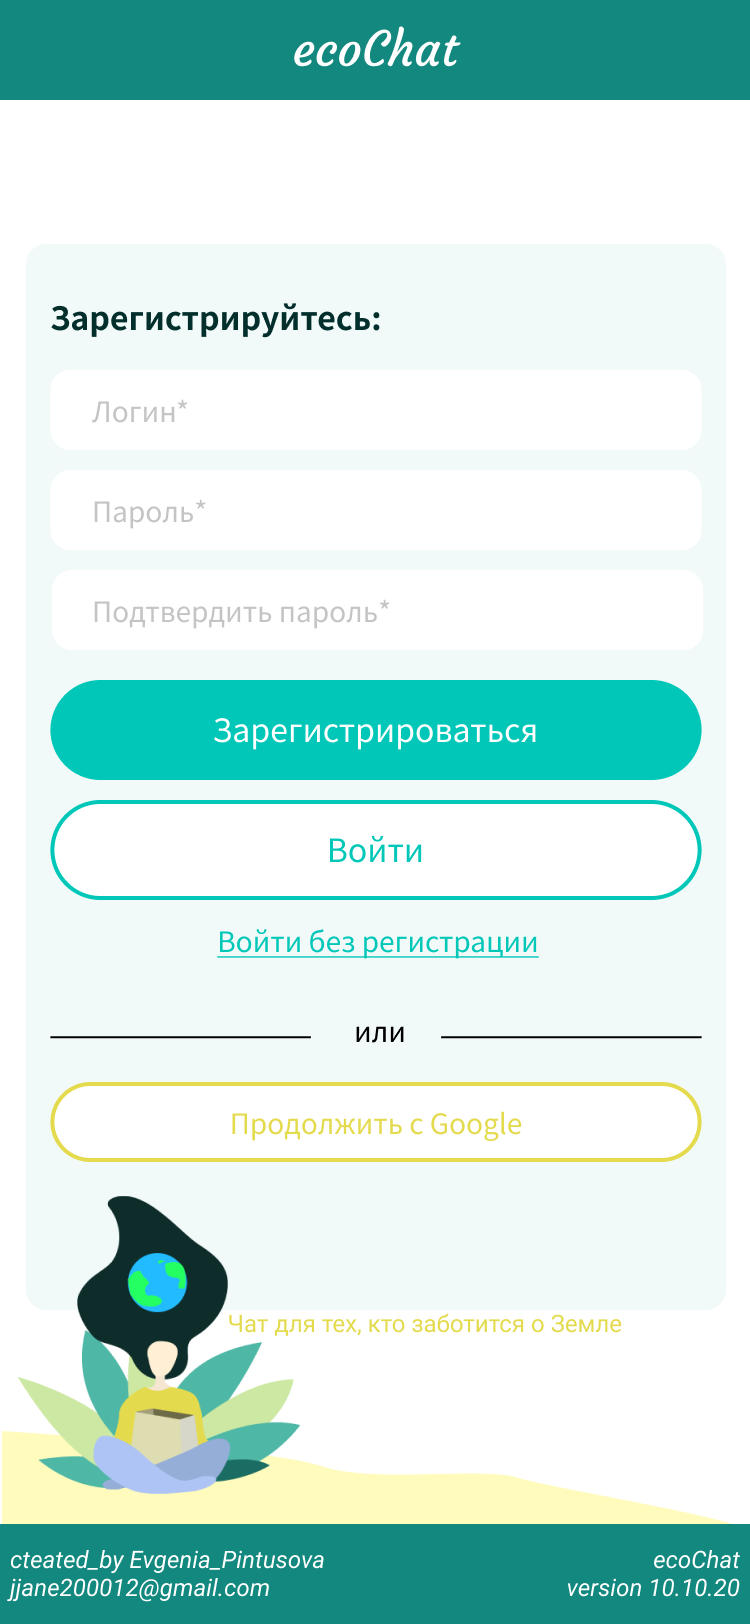 ecoChat
Зарегистрируйтесь:
Логин*
Пароль*
Подтвердить пароль*
Зарегистрироваться
Войти
Войти без регистрации
или
Продолжить с Google
Чат для тех, кто заботится о Земле
cteated_by Evgenia_Pintusova
jjane200012@gmail.com
ecoChat
version 10.10.20